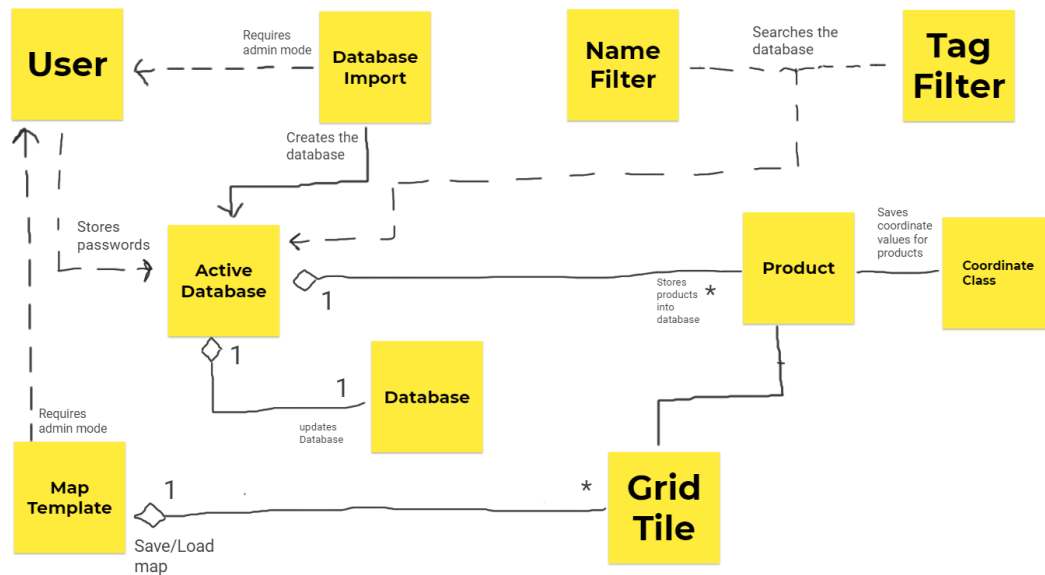 User
Requires
admin mode
Database
Import
Name
Filter
Searches the
database
Tag
Filter
Creates the
database
Stores
passwords
Active
Database
1
Stores
products
into
database
*
Product
Saves
coordinate
values for
products
Coordinate
Class
1
1
updates
Database
Database
Requires
admin mode
Map
Template
1
Save/Load
map
*
Grid
Tile